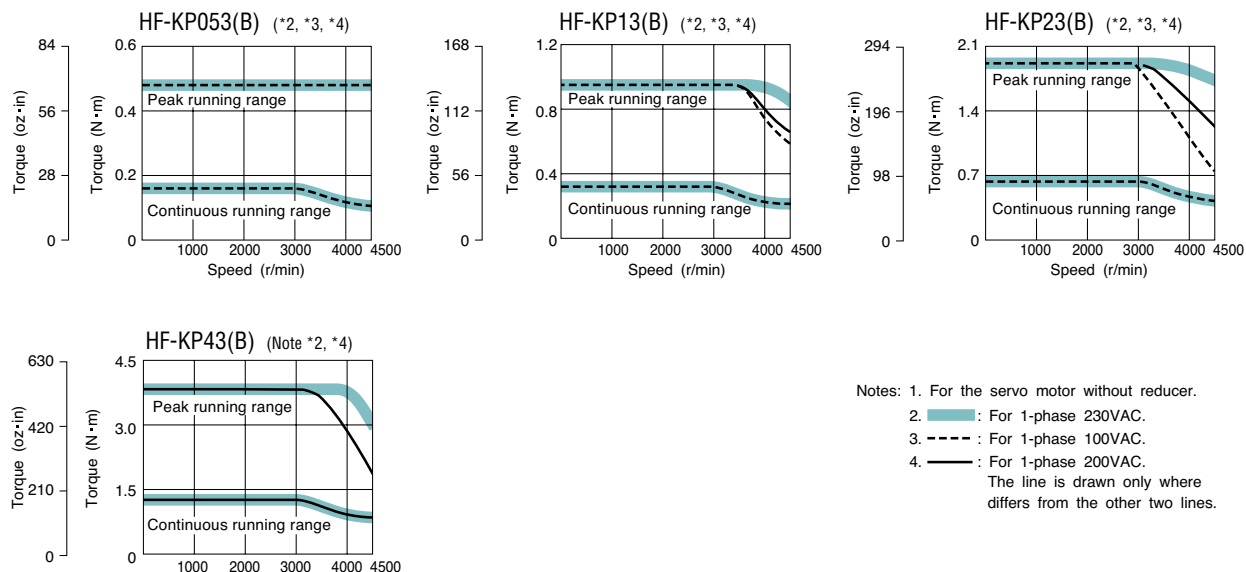 HF-KP053(B) (*2, *3, *4)
84
56
28
0
Torque (oz·in)
0.6
0.4
0.2
0
Torque (N·m)
Peak running range
Continuous running range
1000 2000 3000 4000 4500
Speed (r/min)
HF-KP13(B) (*2, *3, *4)
168
112
56
0
Torque (oz·in)
1.2
0.8
0.4
0
Torque (N·m)
Peak running range
Continuous running range
1000 2000 3000 4000 4500
Speed (r/min)
HF-KP23(B) (*2, *3, *4)
294
196
98
0
Torque (oz·in)
2.1
1.4
0.7
0
Torque (N·m)
Peak running range
Continuous running range
1000 2000 3000 4000 4500
Speed (r/min)
HF-KP43(B) (Note *2, *4)
630
420
210
0
Torque (oz·in)
4.5
3.0
1.5
0
Torque (N·m)
Peak running range
Continuous running range
1000 2000 3000 4000 4500
Notes: 1. For the servo motor without reducer.
2. : For 1-phase 230VAC.
3. : For 1-phase 100VAC.
4. : For 1-phase 200VAC.
The line is drawn only where
differs from the other two lines.